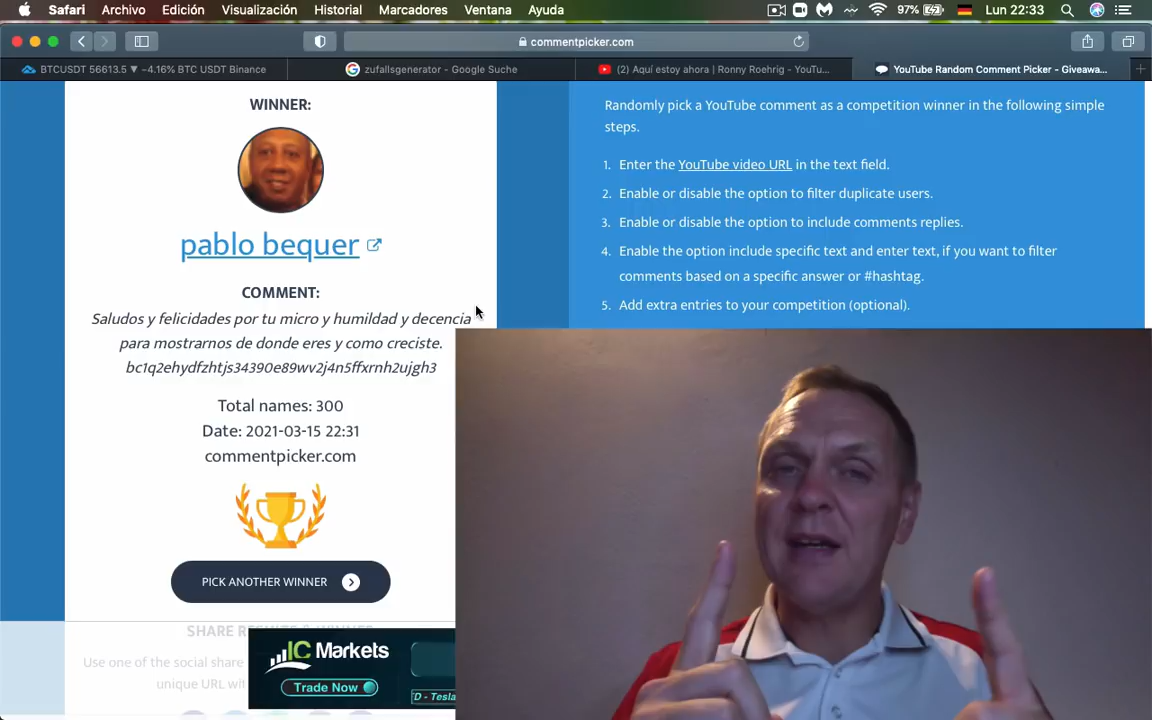 Safari Archivo Edición Visualización Historial Marcadores Ventana Ayuda 97% Lun 22:33
commentpicker.com
BTCUSDT 56613.5 ▾ -4.16% BTC USDT Binance
zufallsgenerator - Google Suche
(2) Aquí estoy ahora | Ronny Roehrig - YouTu...
YouTube Random Comment Picker - Giveawa...
WINNER:
pablo bequer
COMMENT:
Saludos y felicidades por tu micro y humildad y decencia
para mostrarnos de donde eres y como creciste.
bc1q2ehydfzhtjs34390e89wv2j4n5ffxrnh2ujgh3
Total names: 300
Date: 2021-03-15 22:31
commentpicker.com
PICK ANOTHER WINNER
Use one of the social share
unique URL
IC Markets
Trade Now
Randomly pick a YouTube comment as a competition winner in the following simple
steps.
1. Enter the YouTube video URL in the text field.
2. Enable or disable the option to filter duplicate users.
3. Enable or disable the option to include comments replies.
4. Enable the option include specific text and enter text, if you want to filter
comments based on a specific answer or #hashtag.
5. Add extra entries to your competition (optional).